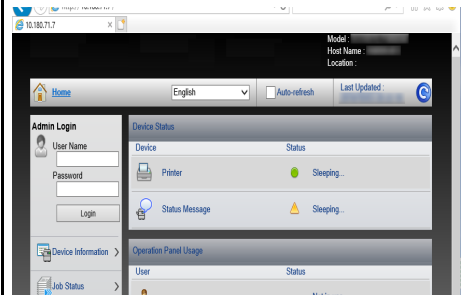 10.180.71.7
Model :
Host Name :
Location :
Home
English
Auto-refresh
Last Updated :
Admin Login
User Name
Password
Login
Device Information
Job Status
Device Status
Device Status
Printer Sleeping...
Status Message Sleeping...
Operation Panel Usage
User Status